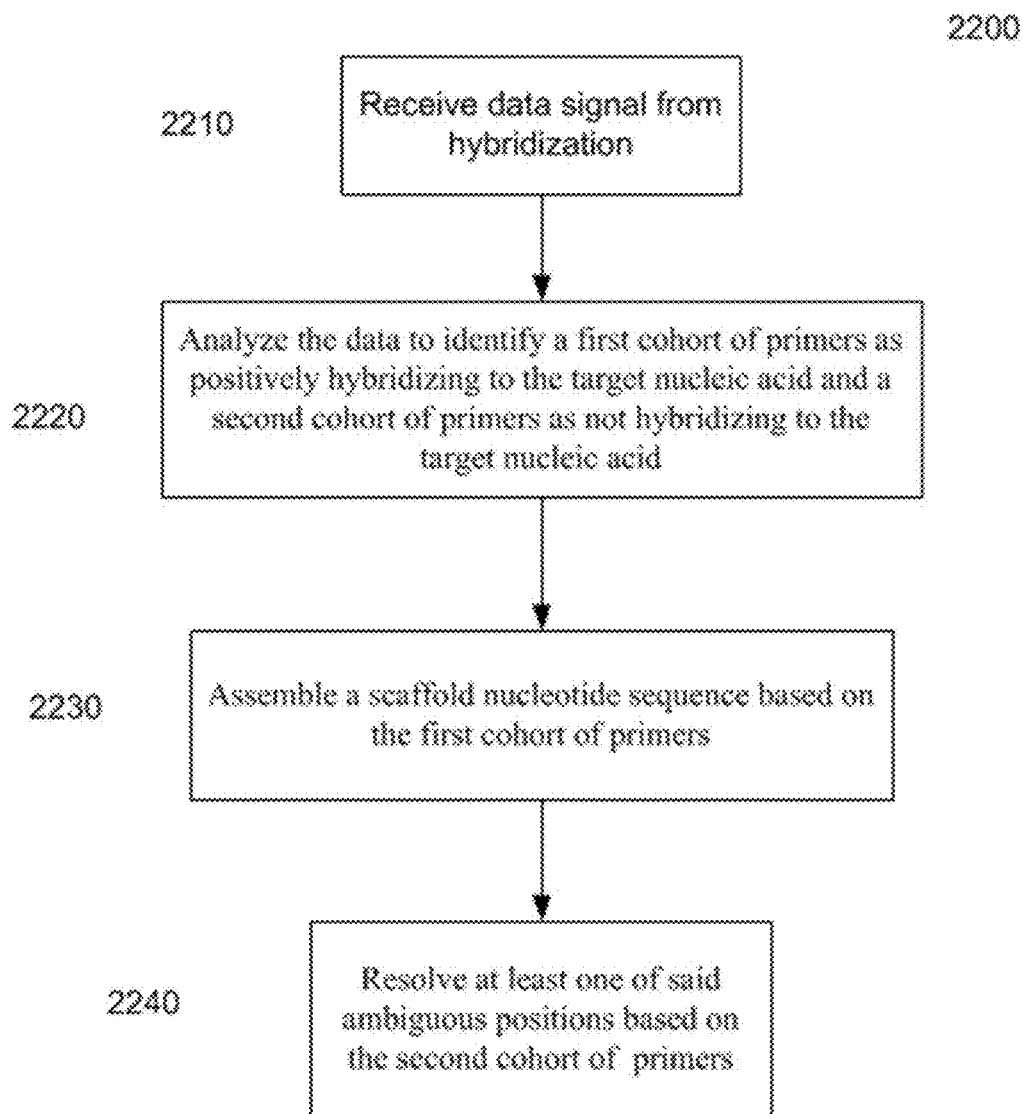 2200
2210
Receive data signal from
hybridization
2220
Analyze the data to identify a first cohort of primers as
positively hybridizing to the target nucleic acid and a
second cohort of primers as not hybridizing to the
target nucleic acid
2230
Assemble a scaffold nucleotide sequence based on
the first cohort of primers
2240
Resolve at least one of said
ambiguous positions based on
the second cohort of primers